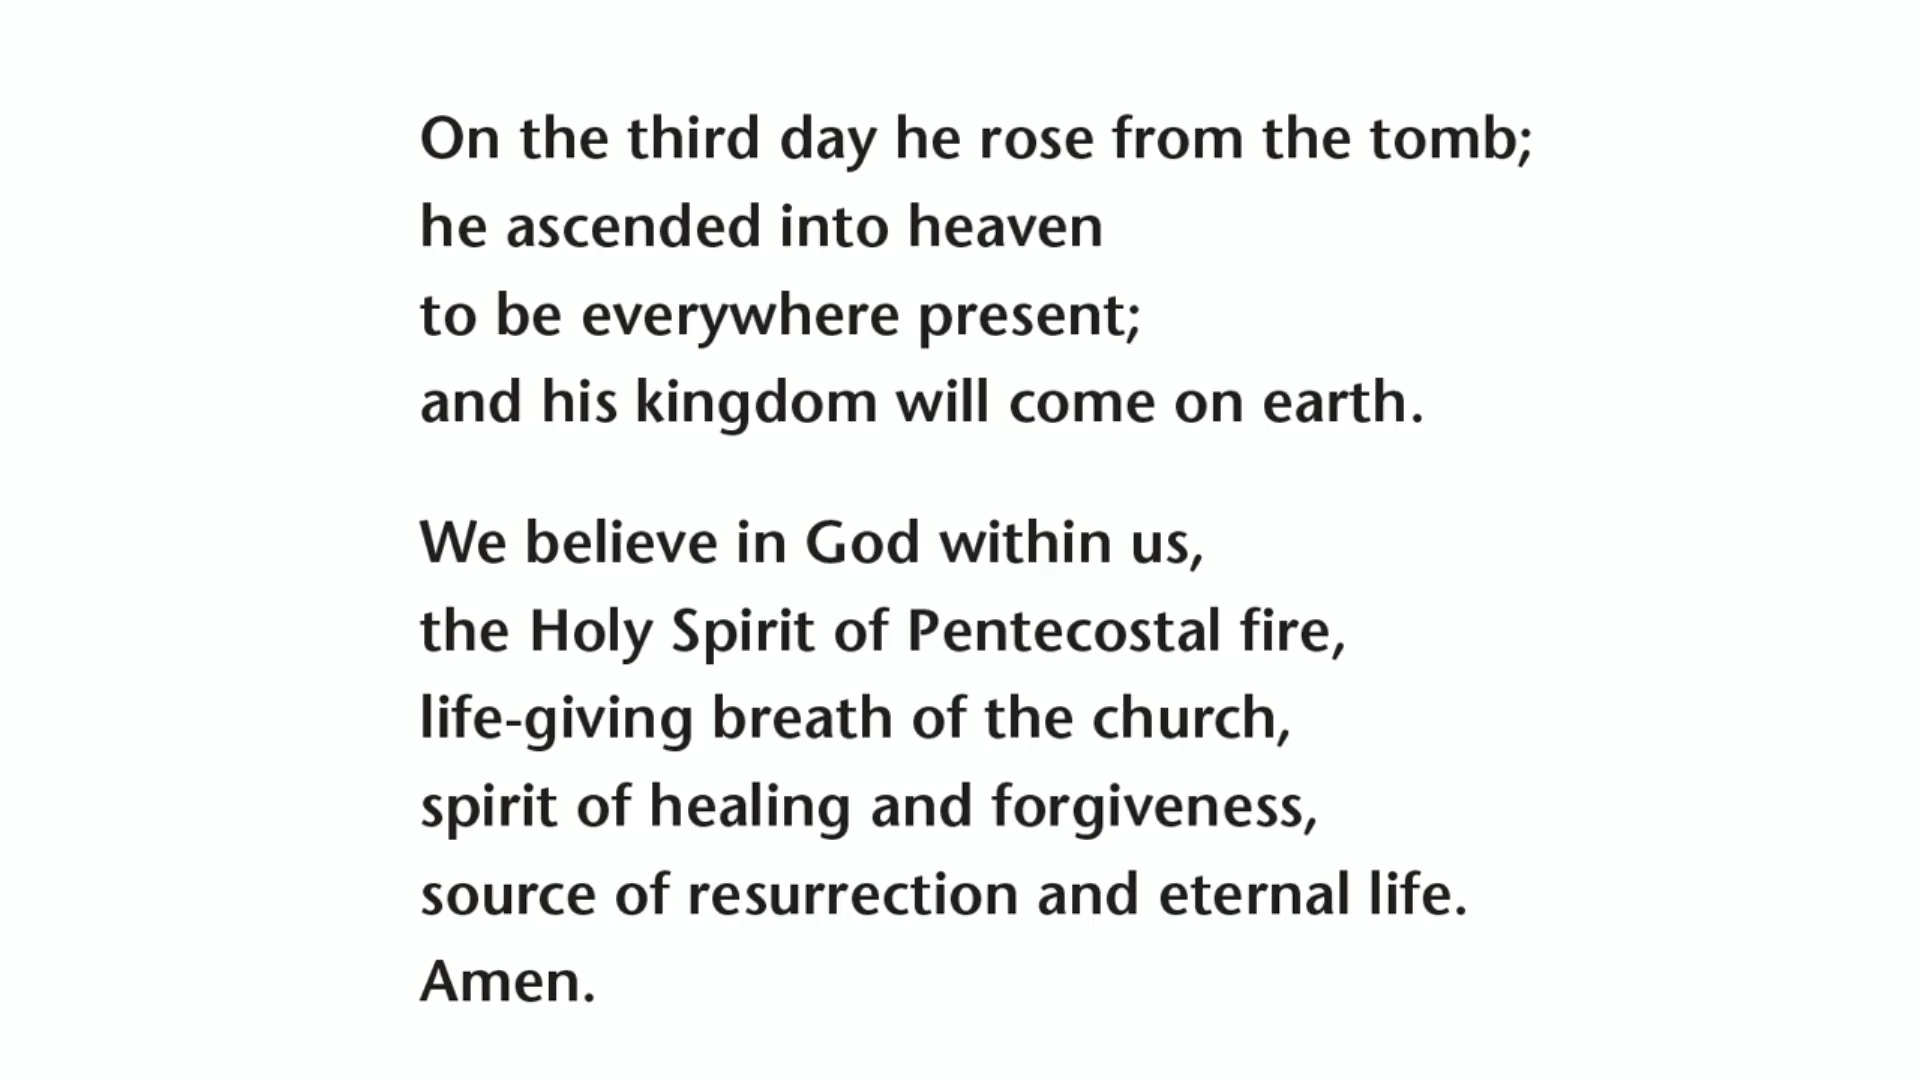 On the third day he rose from the tomb;
he ascended into heaven
to be everywhere present;
and his kingdom will come on earth.
We believe in God within us,
the Holy Spirit of Pentecostal fire,
life-giving breath of the church,
spirit of healing and forgiveness,
source of resurrection and eternal life.
Amen.